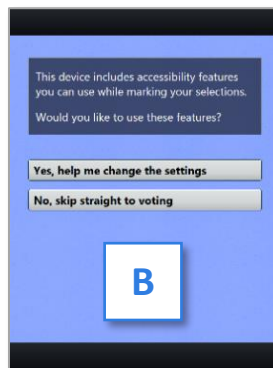 This device includes accessibility features
you can use while marking your selections.
Would you like to use these features?
Yes, help me change the settings
No, skip straight to voting
B